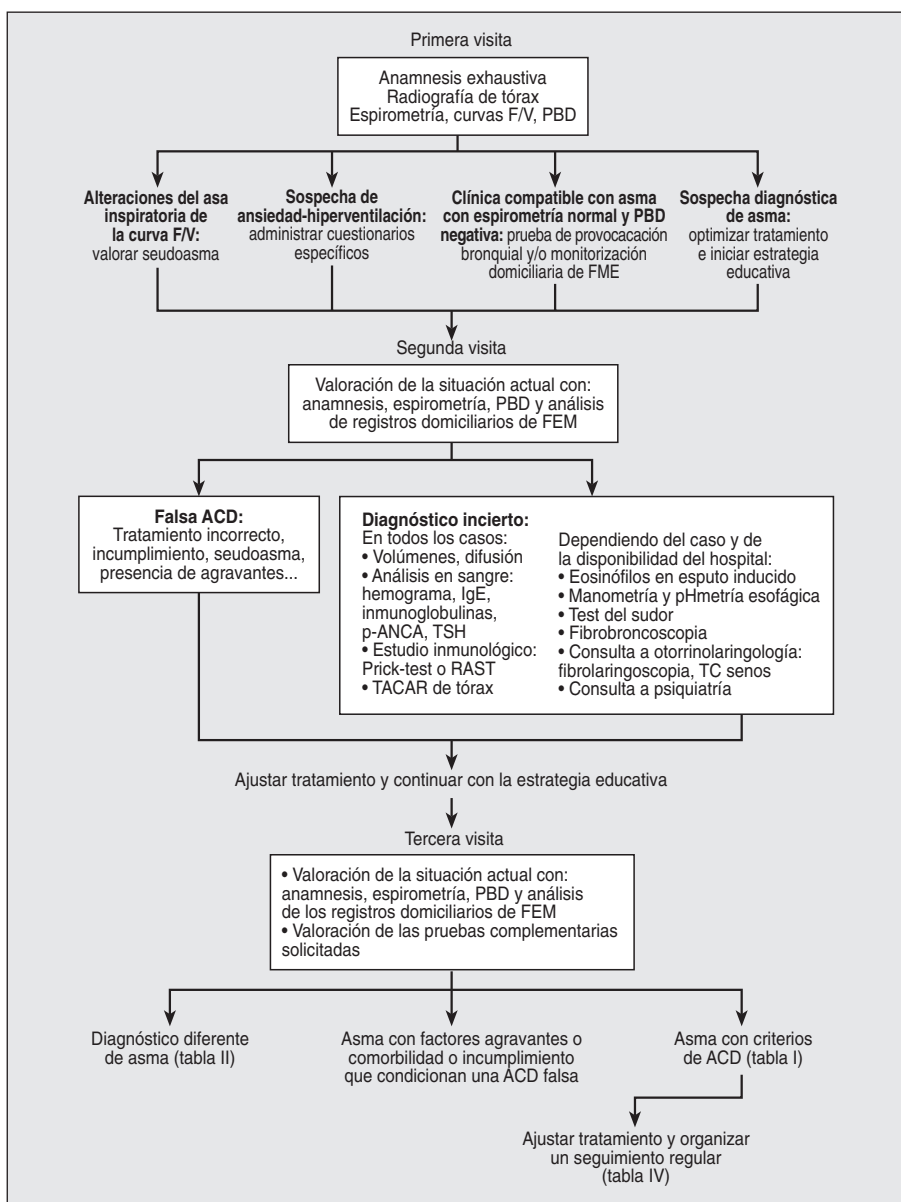 Primera visita
Anamnesis exhaustiva
Radiografía de tórax
Espirometría, curvas F/V, PBD
Alteraciones del asa
inspiratoria de
la curva F/V:
valorar seudoasma
Sospecha de
ansiedad-hiperventilación:
administrar cuestionarios
específicos
Clínica compatible con asma
con espirometría normal y PBD
negativa: prueba de provocacación
bronquial y/o monitorización
domiciliaria de FME
Sospecha diagnóstica
de asma:
optimizar tratamiento
e iniciar estrategia
educativa
Segunda visita
Valoración de la situación actual con:
anamnesis, espirometría, PBD y análisis
de registros domiciliarios de FEM
Falsa ACD:
Tratamiento incorrecto,
incumplimiento, seudoasma,
presencia de agravantes...
Diagnóstico incierto:
En todos los casos:
• Volúmenes, difusión
• Análisis en sangre:
hemograma, IgE,
inmunoglobulinas,
p-ANCA, TSH
• Estudio inmunológico:
Prick-test o RAST
• TACAR de tórax
Dependiendo del caso y de
la disponibilidad del hospital:
• Eosinófilos en esputo inducido
• Manometría y pHmetría esofágica
• Test del sudor
• Fibrobroncoscopia
• Consulta a otorrinolaringología:
fibrolaringoscopia, TC senos
• Consulta a psiquiatría
Ajustar tratamiento y continuar con la estrategia educativa
Tercera visita
• Valoración de la situación actual con:
anamnesis, espirometría, PBD y análisis
de los registros domiciliarios de FEM
• Valoración de las pruebas complementarias
solicitadas
Diagnóstico diferente
de asma (tabla II)
Asma con factores agravantes o
comorbilidad o incumplimiento
que condicionan una ACD falsa
Asma con criterios
de ACD (tabla I)
Ajustar tratamiento y organizar
un seguimiento regular
(tabla IV)